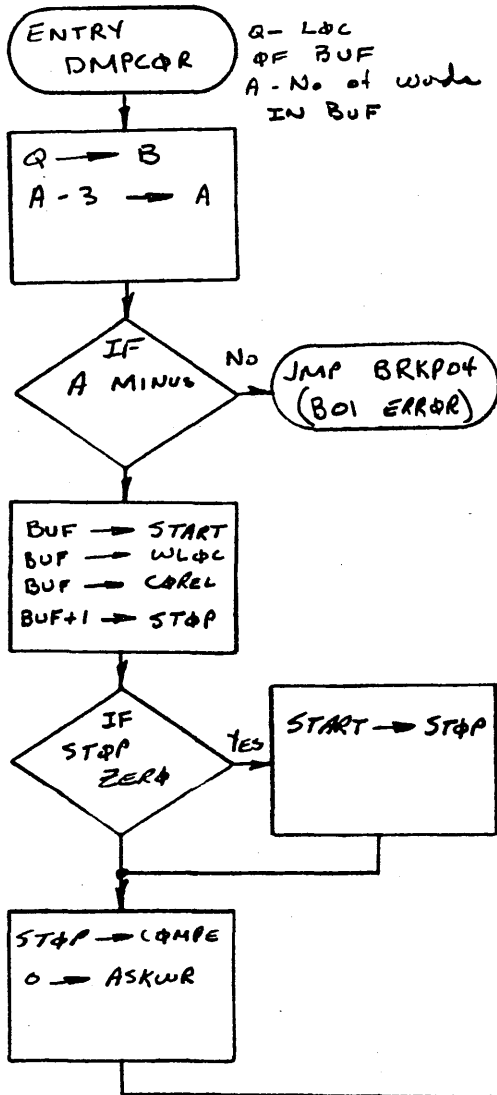 ENTRY
DMPCØR
Q- LØC
ØF BUF
A - No of words
IN BUF
Q → B
A - 3 → A
IF
A MINUS
No
JMP BRKP04
(B01 ERRØR)
BUF → START
BUF → WLØC
BUF → CØREL
BUF+1 → STØP
IF
STØP
ZERØ
YES
START → STØP
STØP → CØMPE
0 → ASKWR